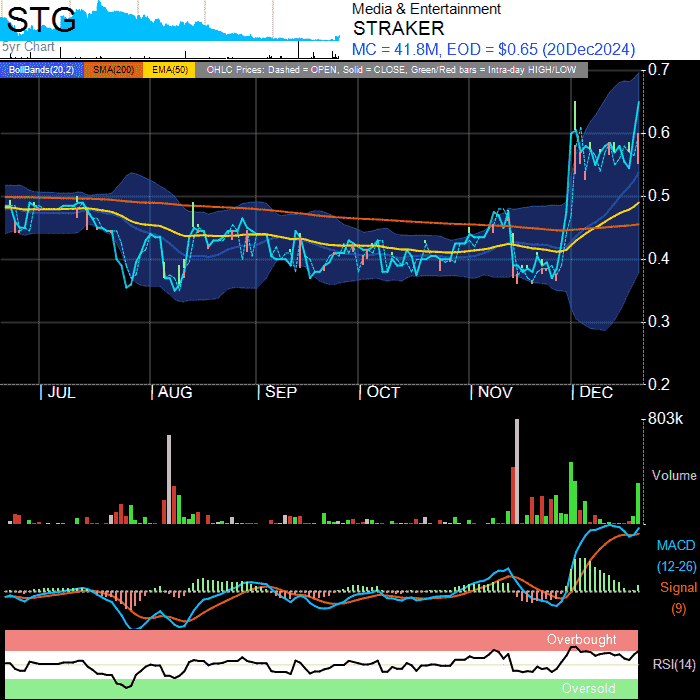 STG
5yr Chart
Media & Entertainment
STRAKER
MC = 41.8M, EOD = $0.65 (20Dec2024)
BollBands(20,2) SMA(200) EMA(50) OHLC Prices: Dashed = OPEN, Solid = CLOSE, Green/Red bars = Intra-day HIGH/LOW
0.7
0.6
0.5
0.4
0.3
0.2
JUL AUG SEP OCT NOV DEC
803k
Volume
MACD
(12-26)
Signal
(9)
Overbought
RSI(14)
Oversold